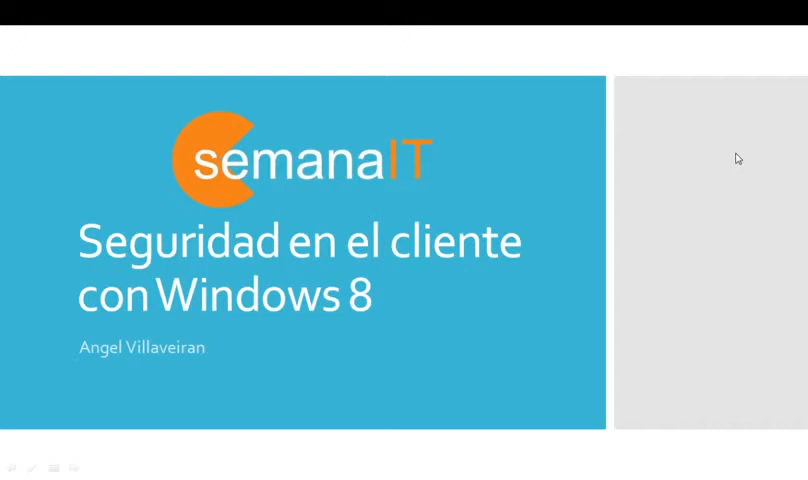 semanaIT
Seguridad en el cliente
con Windows 8
Angel Villaveiran